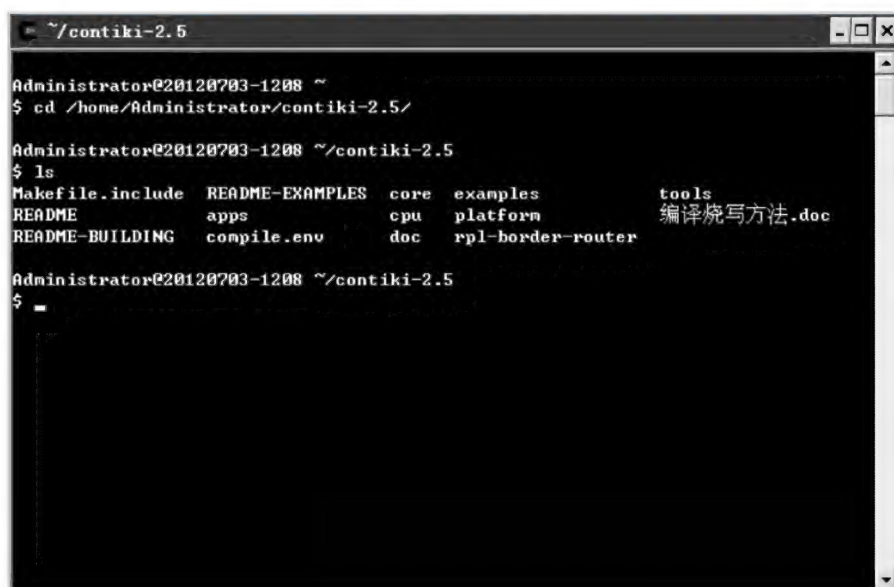 ~/contiki-2.5
Administrator@20120703-1208 ~
$ cd /home/Administrator/contiki-2.5/
Administrator@20120703-1208 ~/contiki-2.5
$ ls
Makefile.include README-EXAMPLES core examples tools
README apps cpu platform 编译烧写方法.doc
README-BUILDING compile.env doc rpl-border-router
Administrator@20120703-1208 ~/contiki-2.5
$